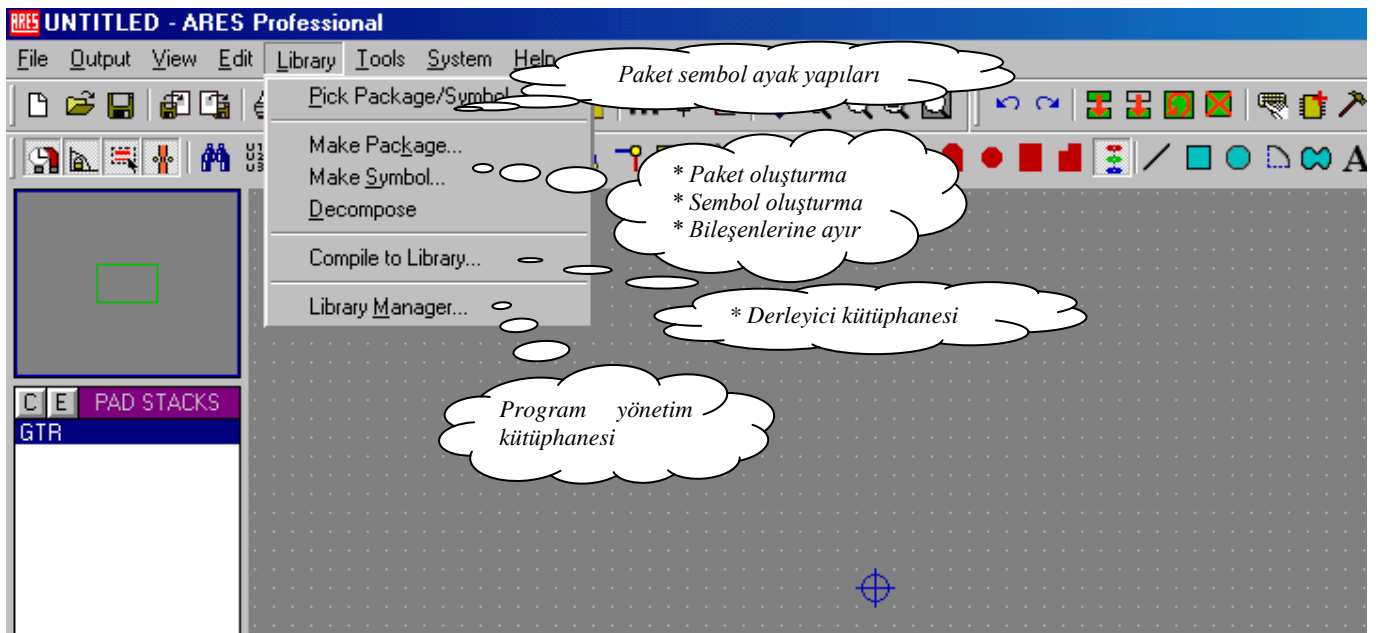 UNTITLED - ARES Professional
File Output View Edit Library Tools System Help
Pick Package/Symbol
Paket sembol ayak yapıları
Make Package...
Make Symbol...
Decompose
* Paket oluşturma
* Sembol oluşturma
* Bileşenlerine ayır
Compile to Library...
* Derleyici kütüphanesi
Library Manager...
Program yönetim
kütüphanesi
C E PAD STACKS
GTR
A